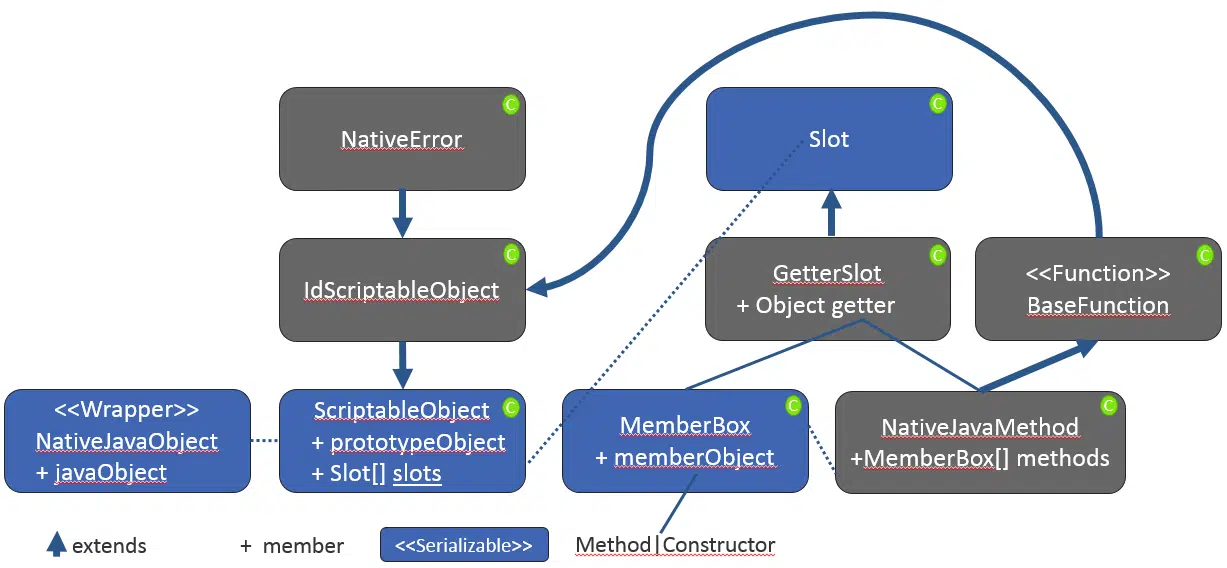 C
NativeError
C
Slot
C
IdScriptableObject
C
GetterSlot
+ Object getter
C
<<Function>>
BaseFunction
<<Wrapper>>
NativeJavaObject
+ javaObject
C
ScriptableObject
+ prototypeObject
+ Slot[] slots
C
MemberBox
+ memberObject
C
NativeJavaMethod
+MemberBox[] methods
extends
+ member
<<Serializable>>
Method|Constructor